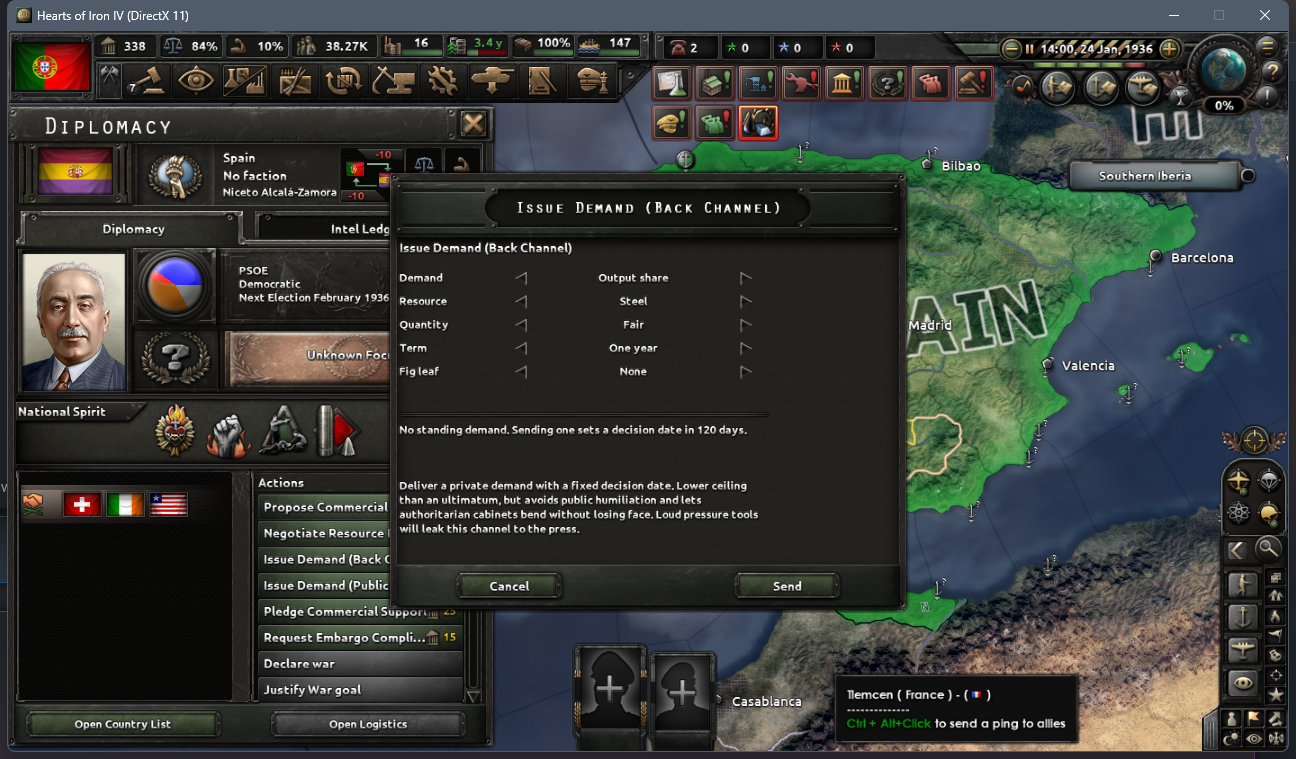 Hearts of Iron IV (DirectX 11)
338
84%
10%
38.27K
16
3.4 y
100%
147
2
0
0
0
14:00, 24 Jan, 1936
7
0%
DIPLOMACY
Spain
No faction
Niceto Alcalá-Zamora
-10
-10
Diplomacy
Intel Ledg
PSOE
Democratic
Next Election February 1936
Unknown Foc
National Spirit
Actions
Propose Commercial
Negotiate Resource
Issue Demand (Back C
Issue Demand (Public
Pledge Commercial Support 25
Request Embargo Compli... 15
Declare war
Justify War goal
Open Country List
Open Logistics
ISSUE DEMAND (BACK CHANNEL)
Issue Demand (Back Channel)
Demand Output share
Resource Steel
Quantity Fair
Term One year
Fig leaf None
No standing demand. Sending one sets a decision date in 120 days.
Deliver a private demand with a fixed decision date. Lower ceiling
than an ultimatum, but avoids public humiliation and lets
authoritarian cabinets bend without losing face. Loud pressure tools
will leak this channel to the press.
Cancel
Send
Bilbao
Southern Iberia
Barcelona
AIN
Madrid
Valencia
Casablanca
Tlemcen ( France ) - ( )
--------------
Ctrl + Alt+Click to send a ping to allies